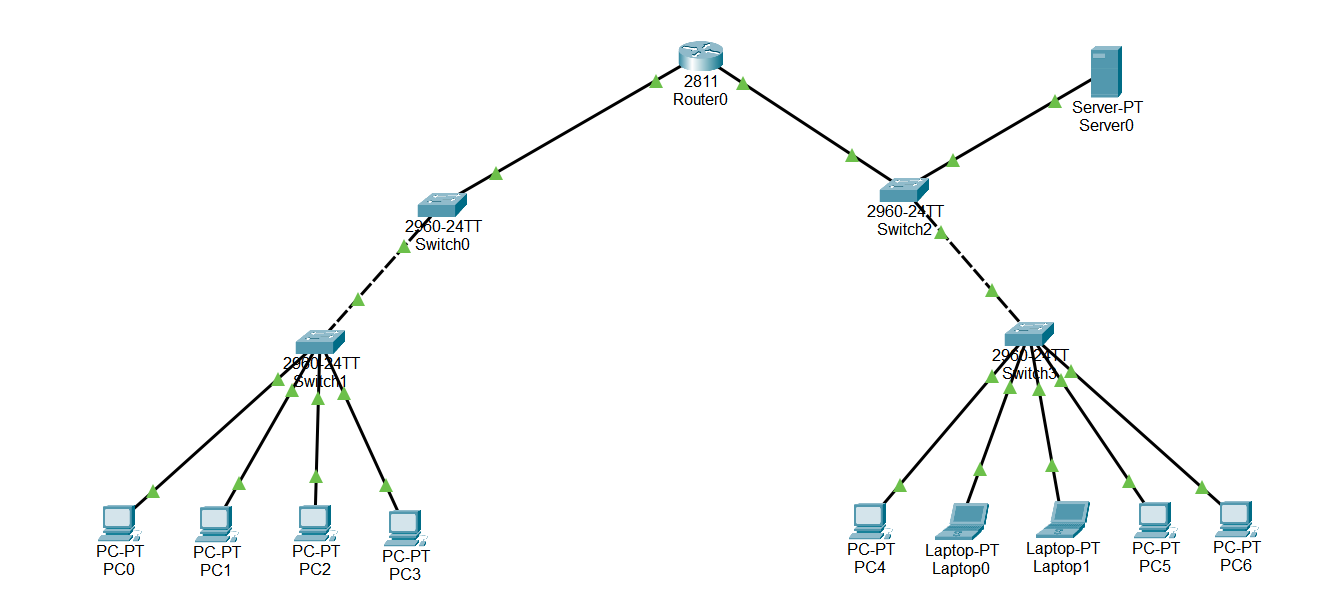 2811
Router0
Server-PT
Server0
2960-24TT
Switch0
2960-24TT
Switch2
2960-24TT
Switch1
2960-24TT
Switch3
PC-PT
PC0
PC-PT
PC1
PC-PT
PC2
PC-PT
PC3
PC-PT
PC4
Laptop-PT
Laptop0
Laptop-PT
Laptop1
PC-PT
PC5
PC-PT
PC6